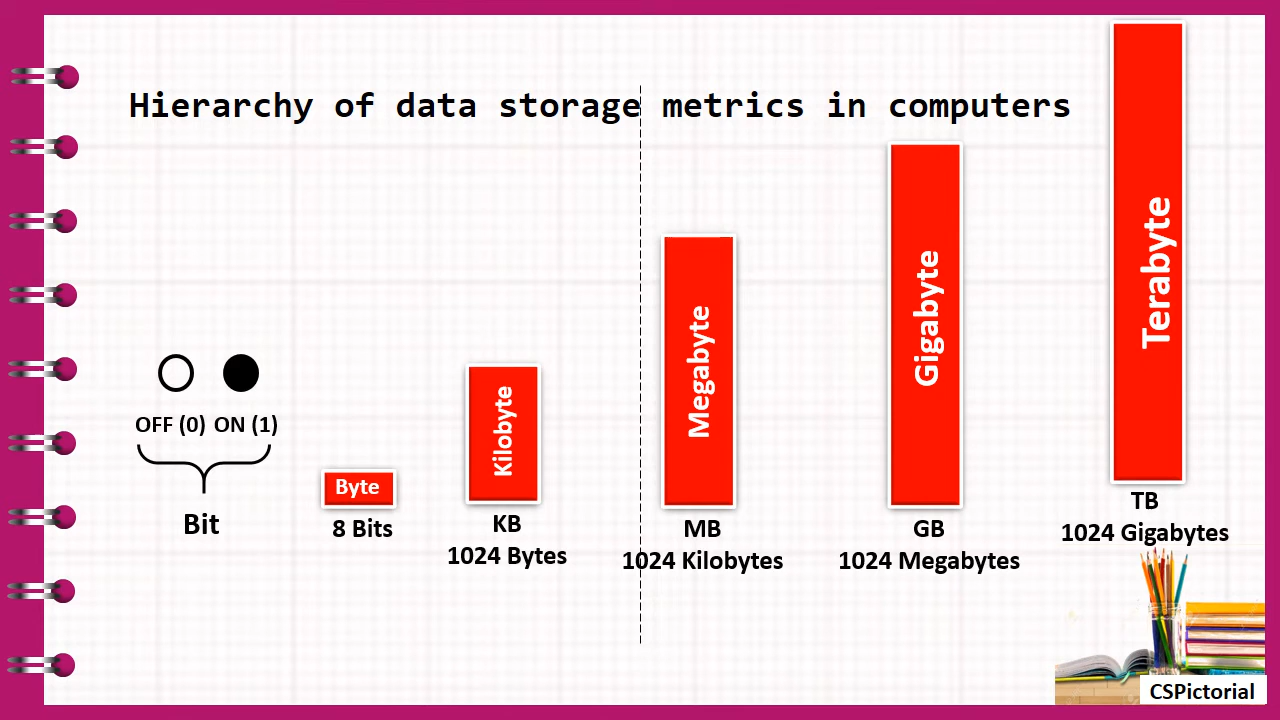 Hierarchy of data storage metrics in computers
OFF (0) ON (1)
Bit
Byte
8 Bits
Kilobyte
KB
1024 Bytes
Megabyte
MB
1024 Kilobytes
Gigabyte
GB
1024 Megabytes
Terabyte
TB
1024 Gigabytes
CSPictorial